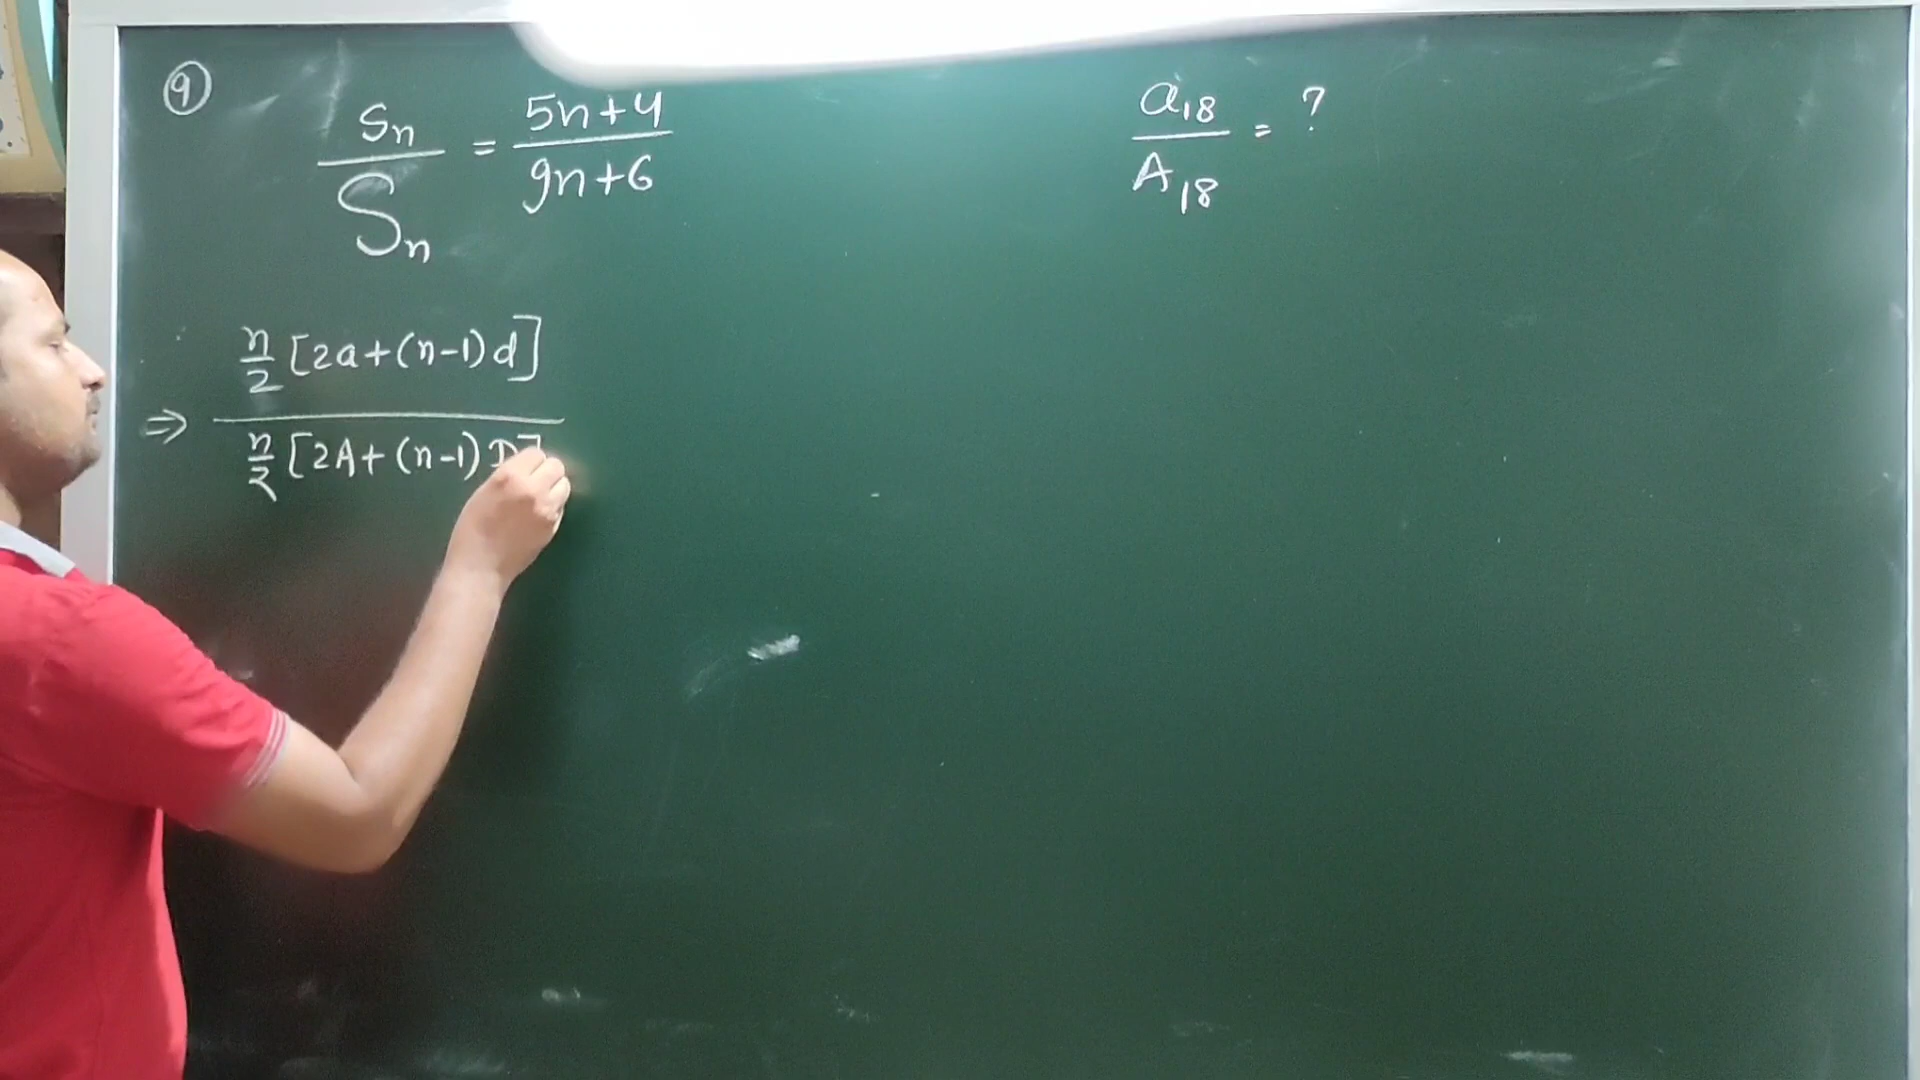 9
Sn / Sn = 5n+4 / 9n+6
a18 / A18 = ?
⇒ n/2 [2a+(n-1)d] / n/2 [2A+(n-1)D]